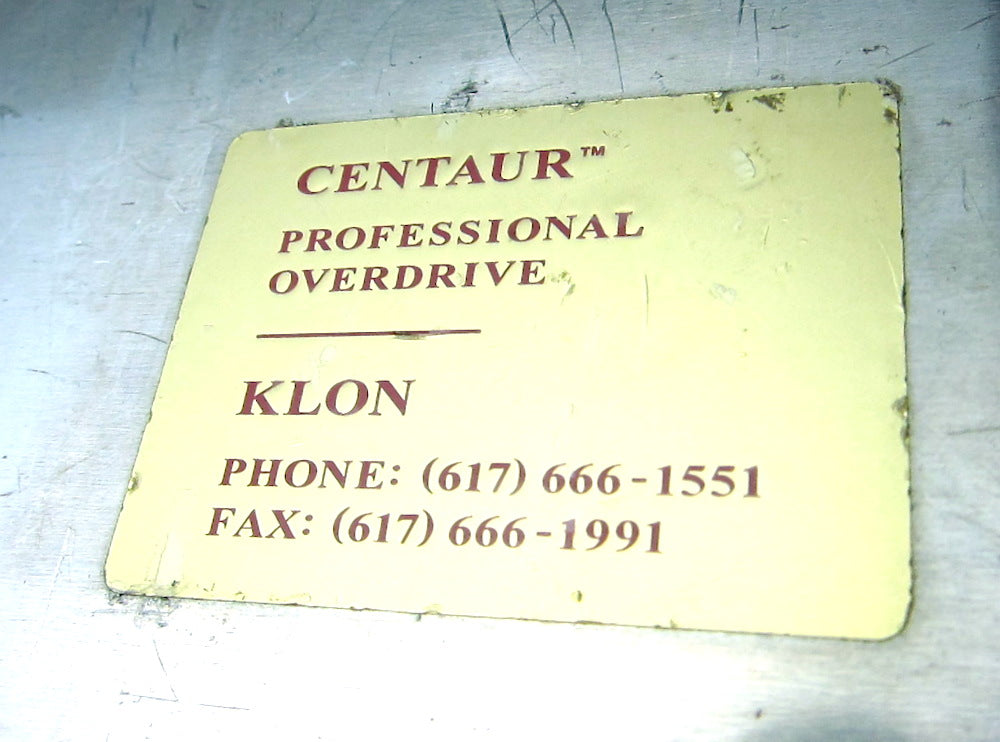 CENTAUR™
PROFESSIONAL
OVERDRIVE
KLON
PHONE: (617) 666-1551
FAX: (617) 666-1991